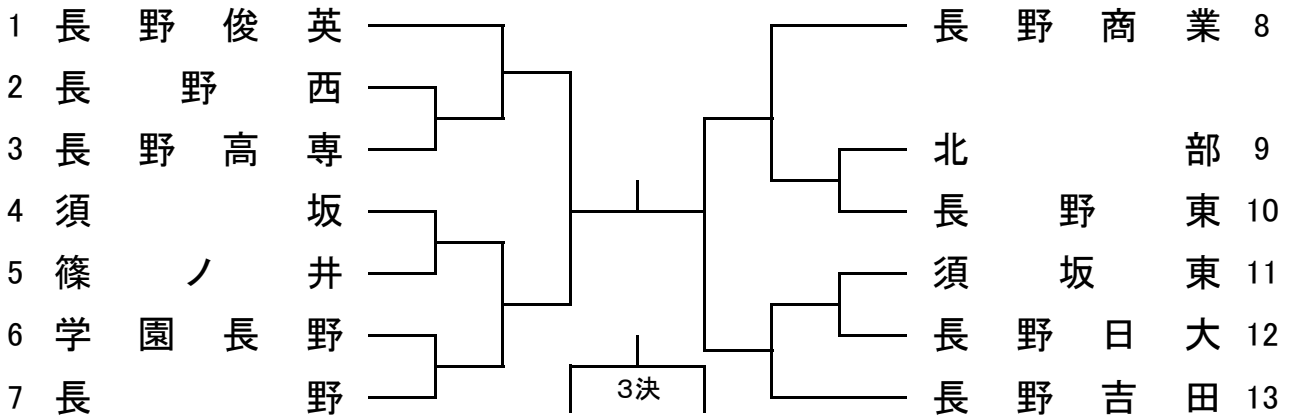 1 長野俊英
2 長野西
3 長野高専
4 須坂
5 篠ノ井
6 学園長野
7 長野
3決
長野商業 8
北部 9
長野東 10
須坂東 11
長野日大 12
長野吉田 13